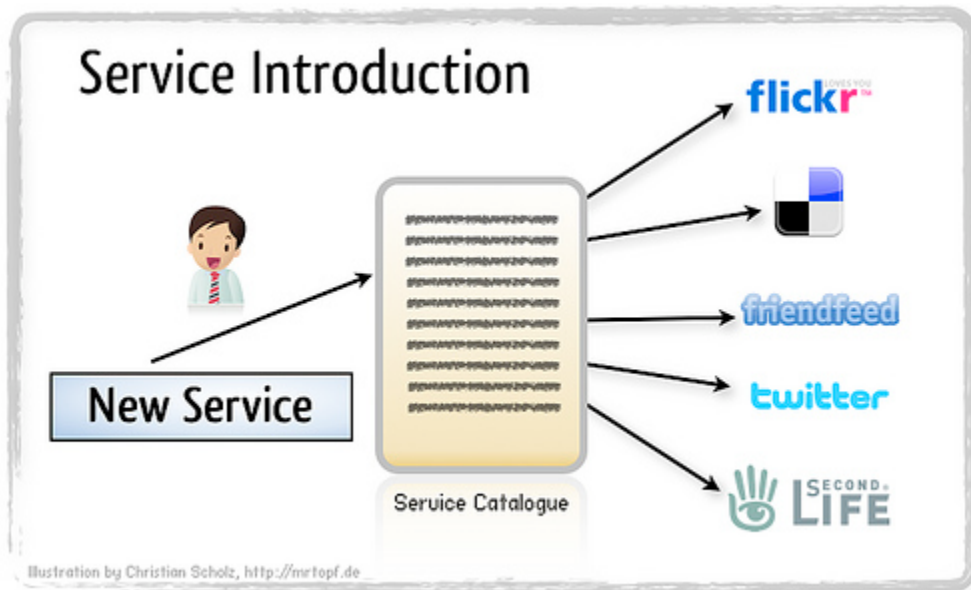 Service Introduction
LOVES YOU
flickr™
friendfeed
New Service
twitter
Service Catalogue
SECOND®
LIFE
Illustration by Christian Scholz, http://mrtopf.de